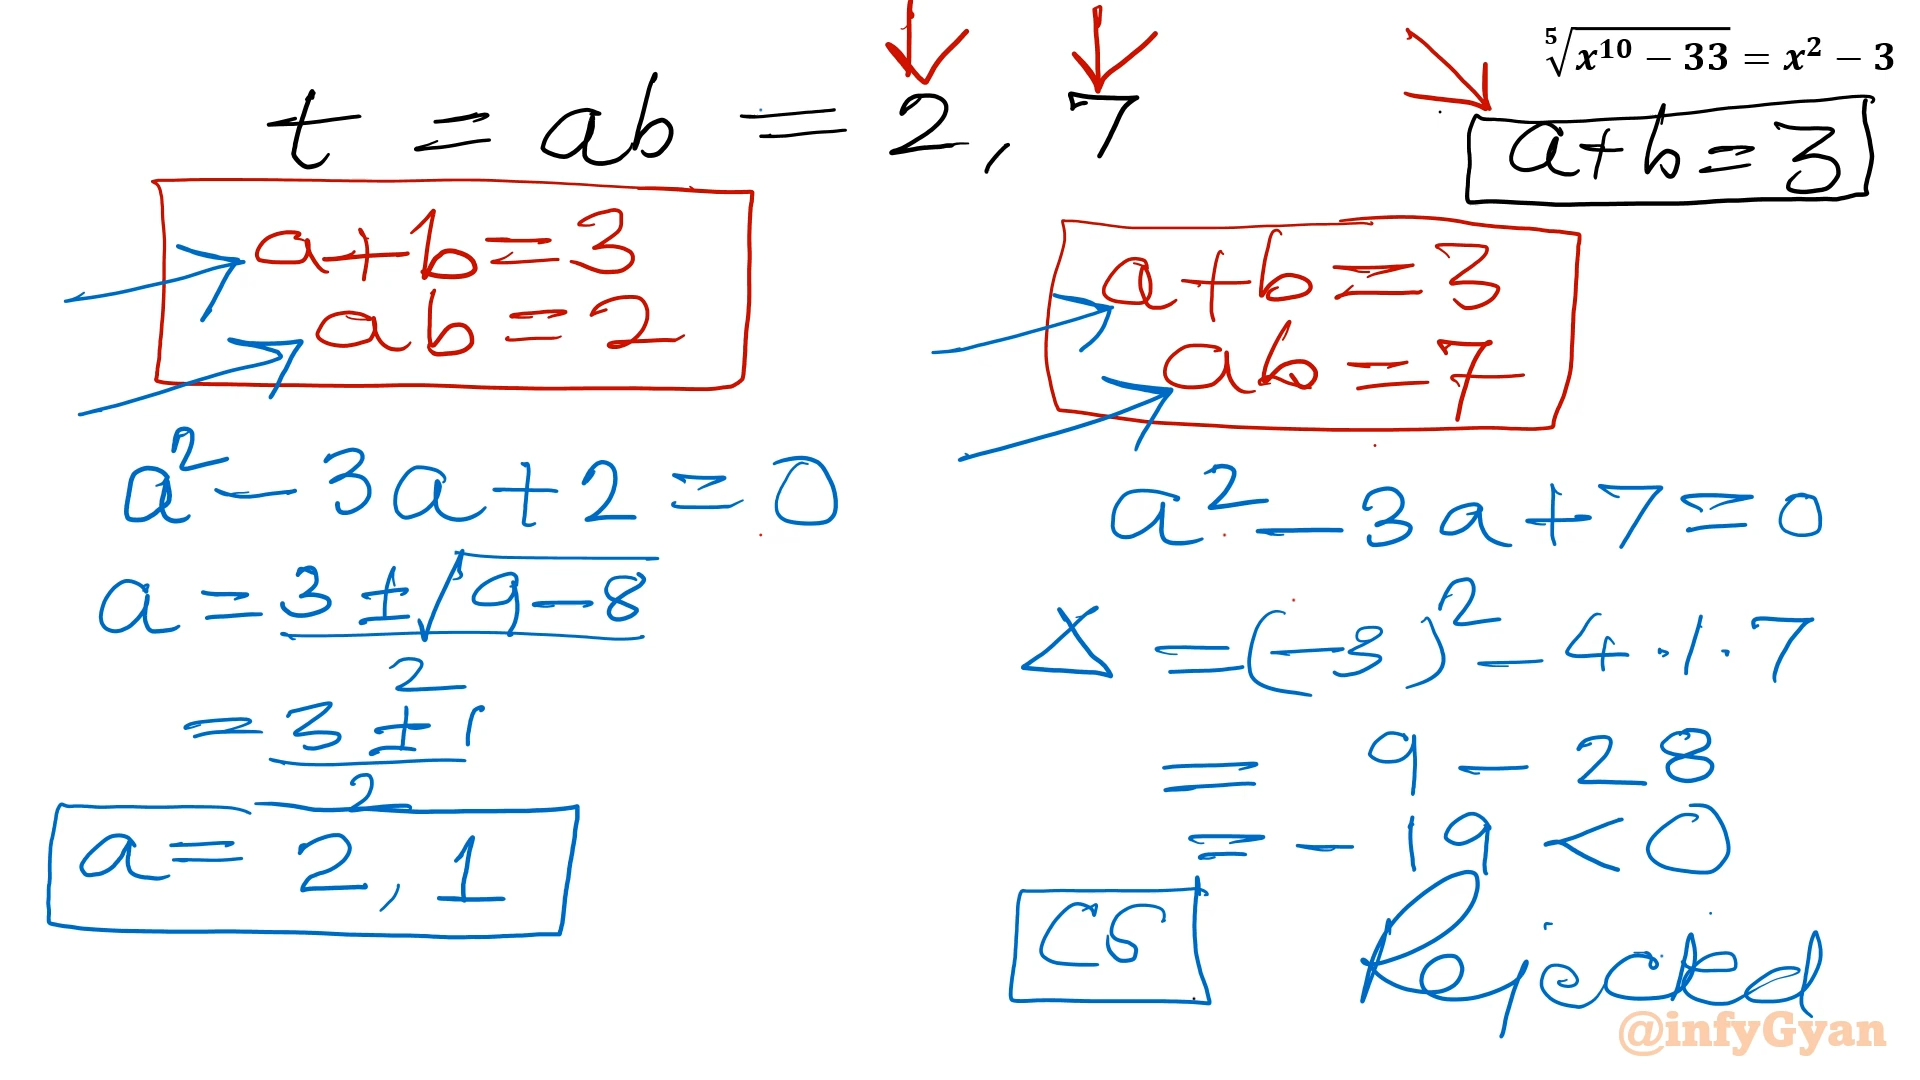 ⁵√(x¹⁰ − 33) = x² − 3
t = ab = 2, 7
a+b=3
a+b=3
ab=2
a² − 3a + 2 = 0
a = (3 ± √(9−8))/2
= (3 ± 1)/2
a = 2, 1
a+b=3
ab=7
a² − 3a + 7 = 0
Δ = (−3)² − 4·1·7
= 9 − 28
= −19 < 0
CS
Rejected
@infyGyan